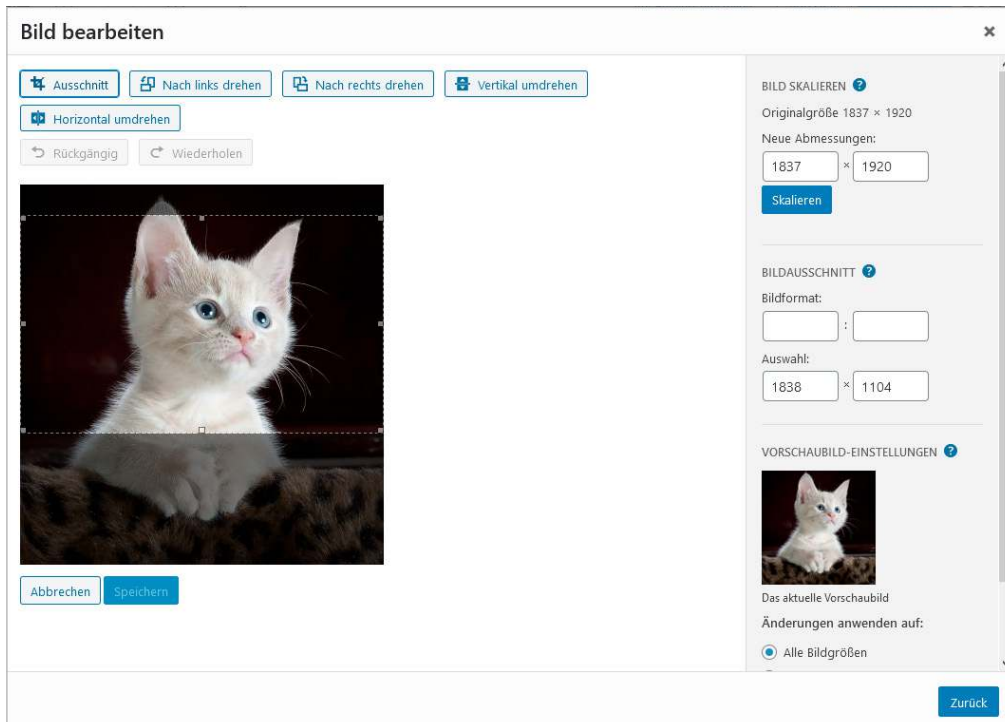 Bild bearbeiten
Ausschnitt Nach links drehen Nach rechts drehen Vertikal umdrehen
Horizontal umdrehen
Rückgängig Wiederholen
Abbrechen Speichern
BILD SKALIEREN
Originalgröße 1837 × 1920
Neue Abmessungen:
1837 × 1920
Skalieren
BILDAUSSCHNITT
Bildformat:
:
Auswahl:
1838 × 1104
VORSCHAUBILD-EINSTELLUNGEN
Das aktuelle Vorschaubild
Änderungen anwenden auf:
Alle Bildgrößen
Zurück